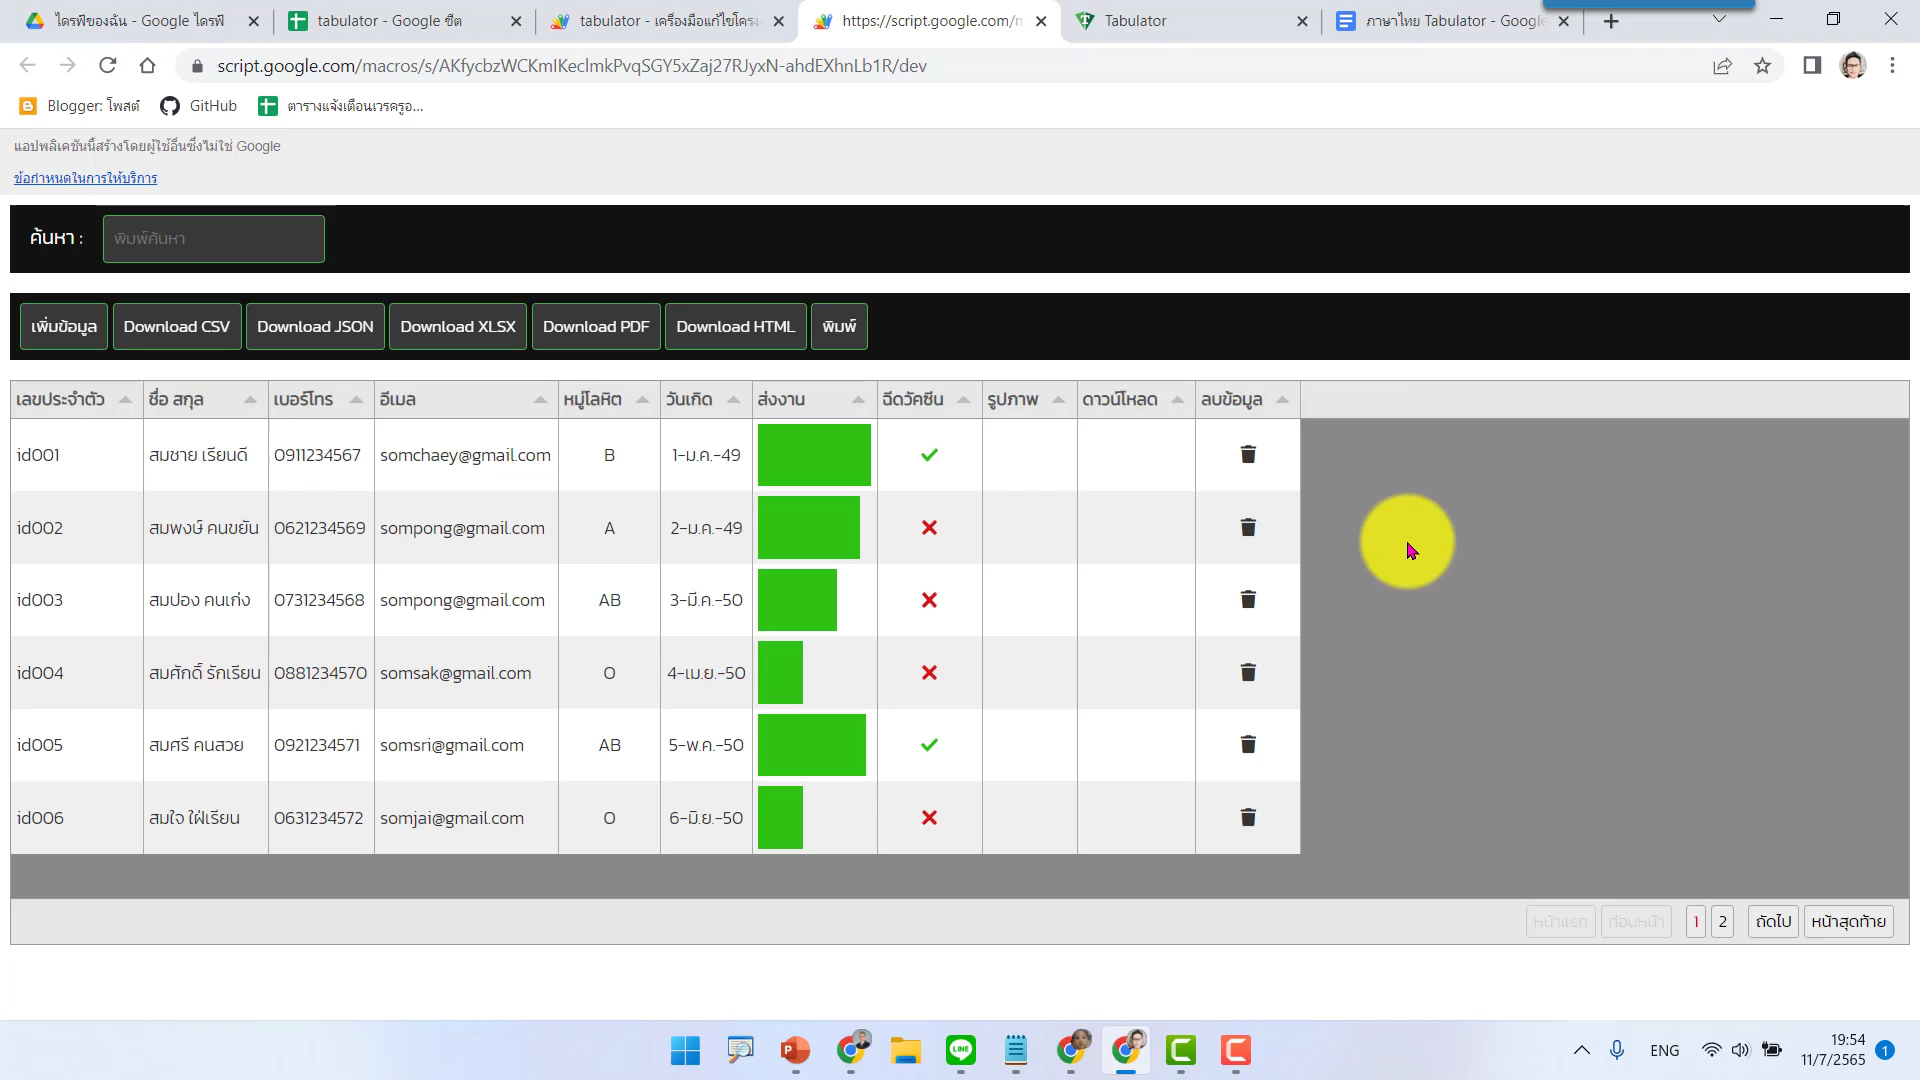 ไดรฟ์ของฉัน - Google ไดรฟ์
tabulator - Google ชีต
tabulator - เครื่องมือแก้ไขโครง
https://script.google.com/m
Tabulator
ภาษาไทย Tabulator - Google
script.google.com/macros/s/AKfycbzWCKmIKeclmkPvqSGY5xZaj27RJyxN-ahdEXhnLb1R/dev
Blogger: โพสต์
GitHub
ตารางแจ้งเตือนเวรครูอ...
แอปพลิเคชันนี้สร้างโดยผู้ใช้อื่นซึ่งไม่ใช่ Google
ข้อกำหนดในการให้บริการ
ค้นหา :
พิมพ์ค้นหา
เพิ่มข้อมูล Download CSV Download JSON Download XLSX Download PDF Download HTML พิมพ์
เลขประจำตัว ชื่อ สกุล เบอร์โทร อีเมล หมู่โลหิต วันเกิด ส่งงาน ฉีดวัคซีน รูปภาพ ดาวน์โหลด ลบข้อมูล
id001 สมชาย เรียนดี 0911234567 somchaey@gmail.com B 1-ม.ค.-49
id002 สมพงษ์ คนขยัน 0621234569 sompong@gmail.com A 2-ม.ค.-49
id003 สมปอง คนเก่ง 0731234568 sompong@gmail.com AB 3-มี.ค.-50
id004 สมศักดิ์ รักเรียน 0881234570 somsak@gmail.com O 4-เม.ย.-50
id005 สมศรี คนสวย 0921234571 somsri@gmail.com AB 5-พ.ค.-50
id006 สมใจ ใฝ่เรียน 0631234572 somjai@gmail.com O 6-มิ.ย.-50
หน้าแรก ก่อนหน้า 1 2 ถัดไป หน้าสุดท้าย
ENG
19:54
11/7/2565
1